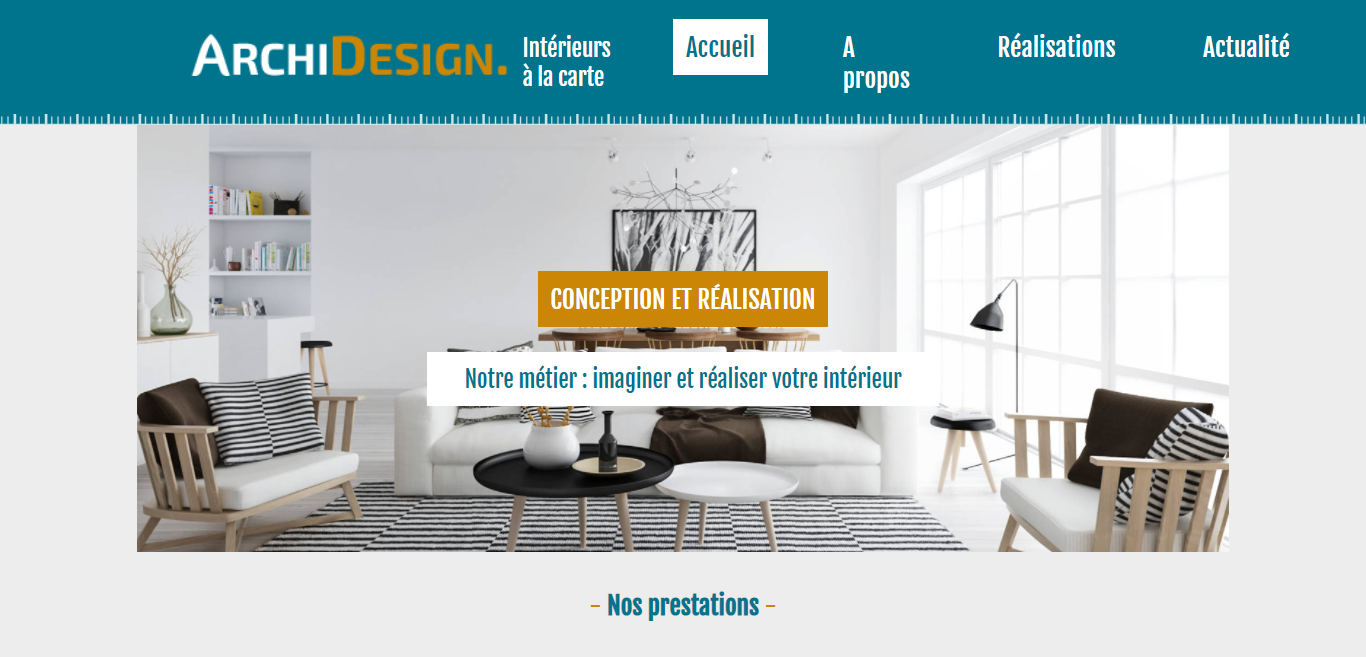 ARCHIDESIGN.
Intérieurs
à la carte
Accueil
A
propos
Réalisations
Actualité
CONCEPTION ET RÉALISATION
Notre métier : imaginer et réaliser votre intérieur
- Nos prestations -